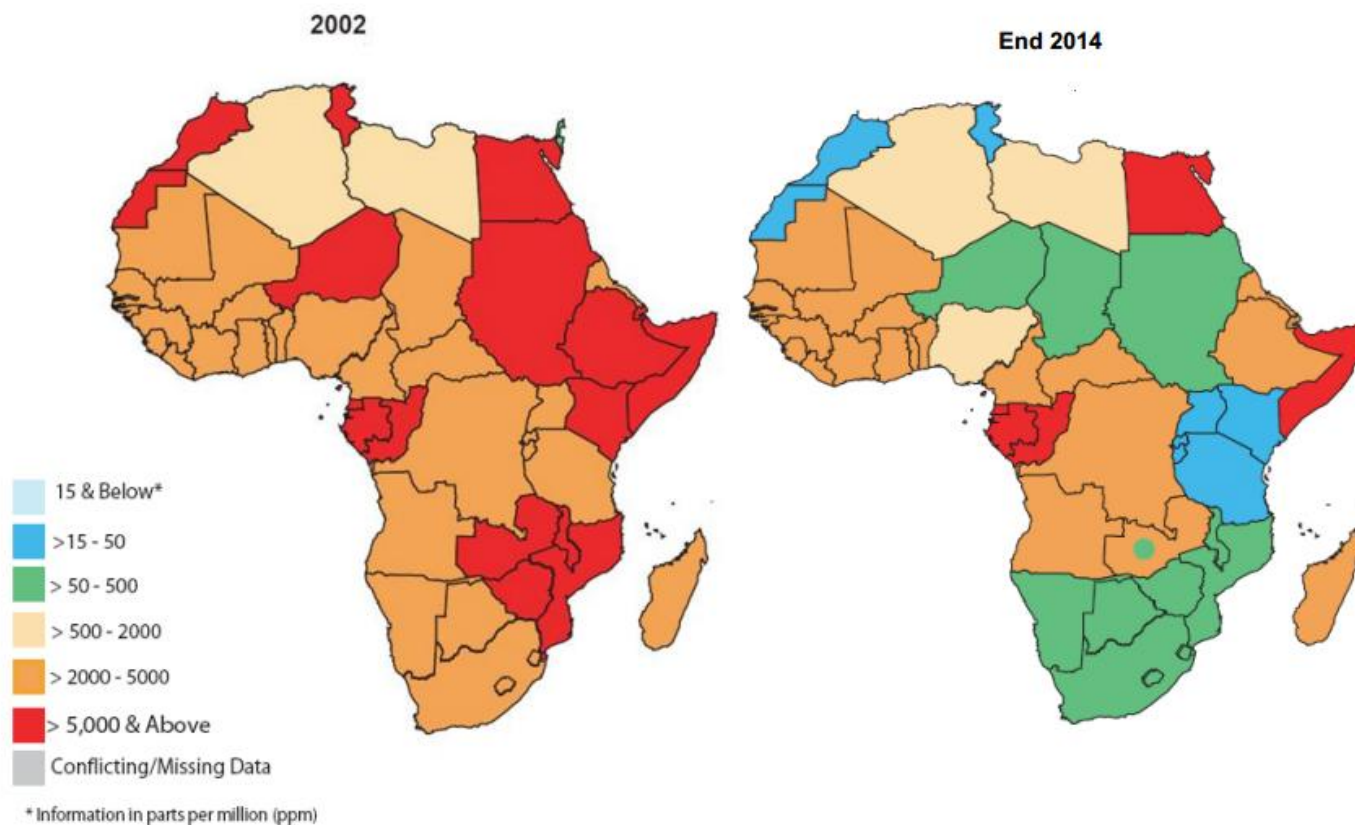 2002
End 2014
15 & Below*
>15 - 50
> 50 - 500
> 500 - 2000
> 2000 - 5000
> 5,000 & Above
Conflicting/Missing Data
* Information in parts per million (ppm)